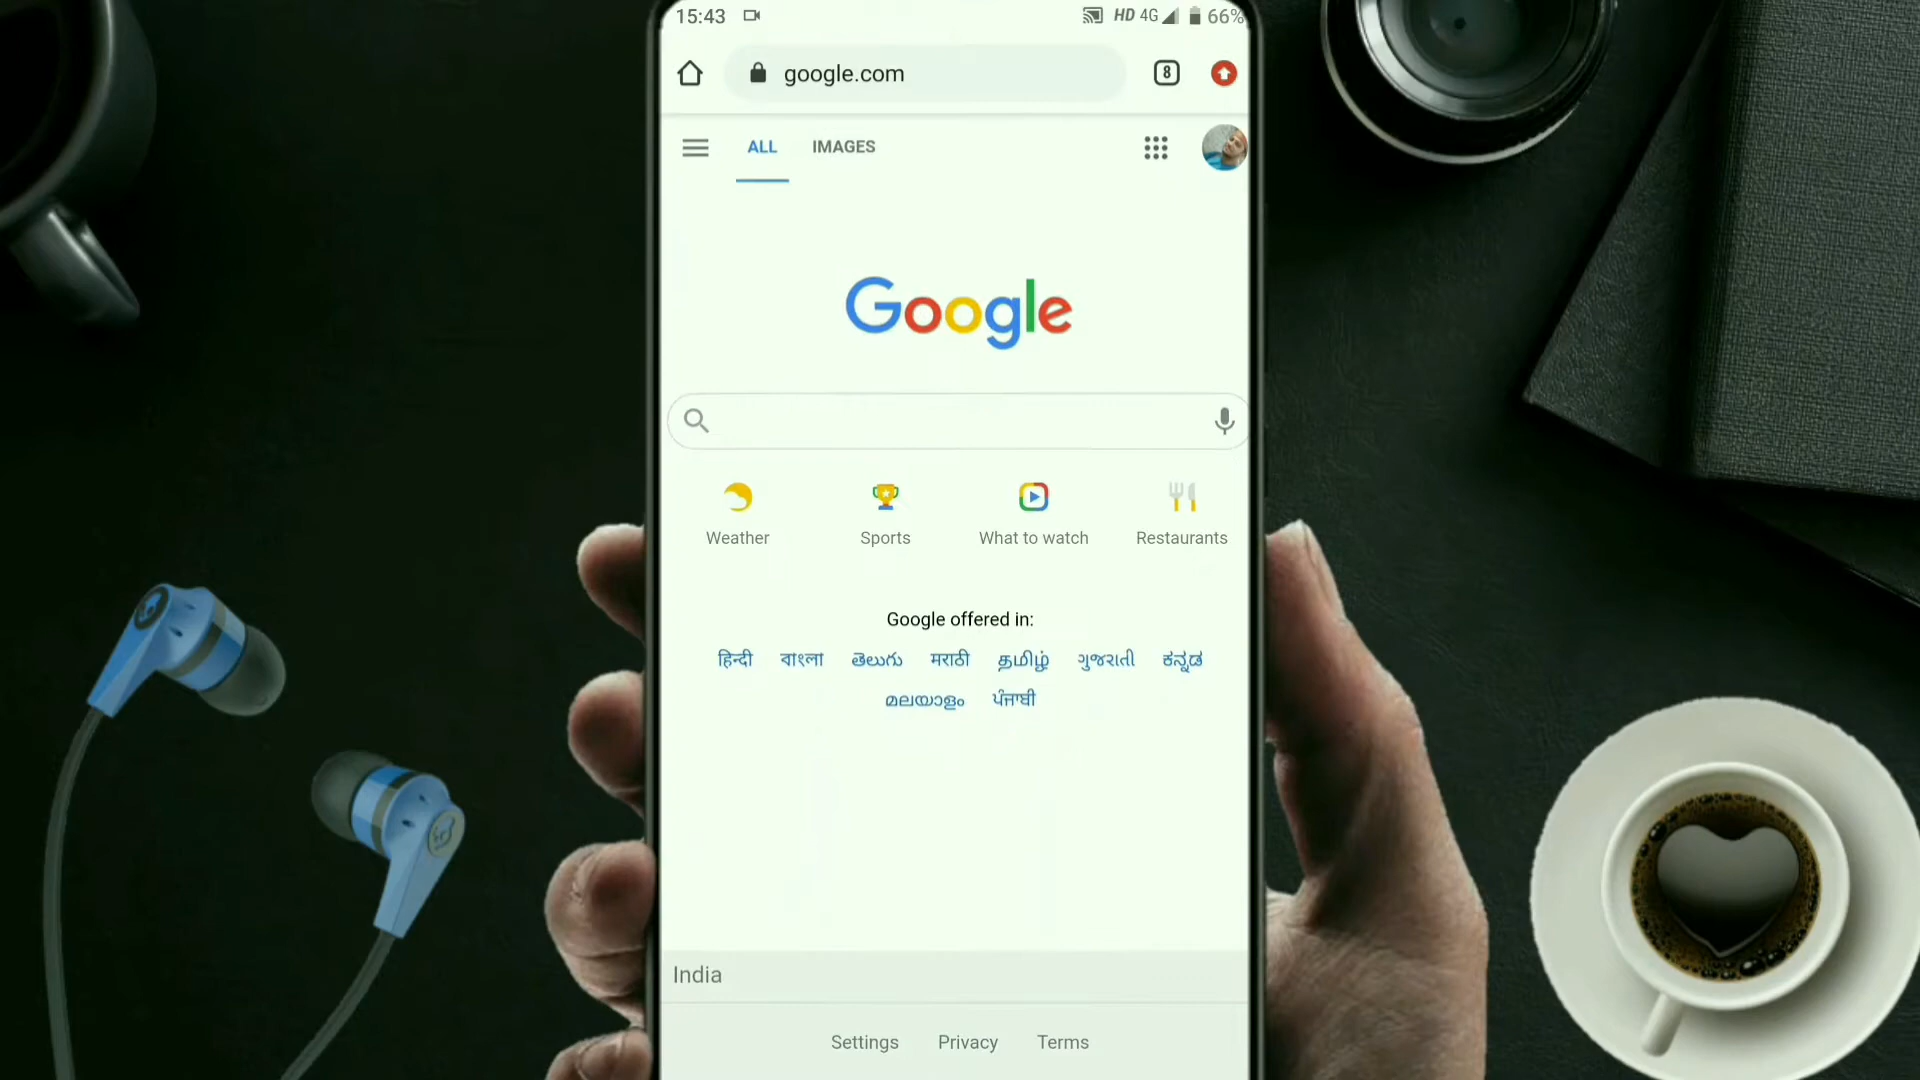 15:43 HD 4G 66%
google.com 8
ALL IMAGES
Google
Weather Sports What to watch Restaurants
Google offered in:
हिन्दी বাংলা తెలుగు मराठी தமிழ் ગુજરાતી ಕನ್ನಡ
മലയാളം ਪੰਜਾਬੀ
India
Settings Privacy Terms